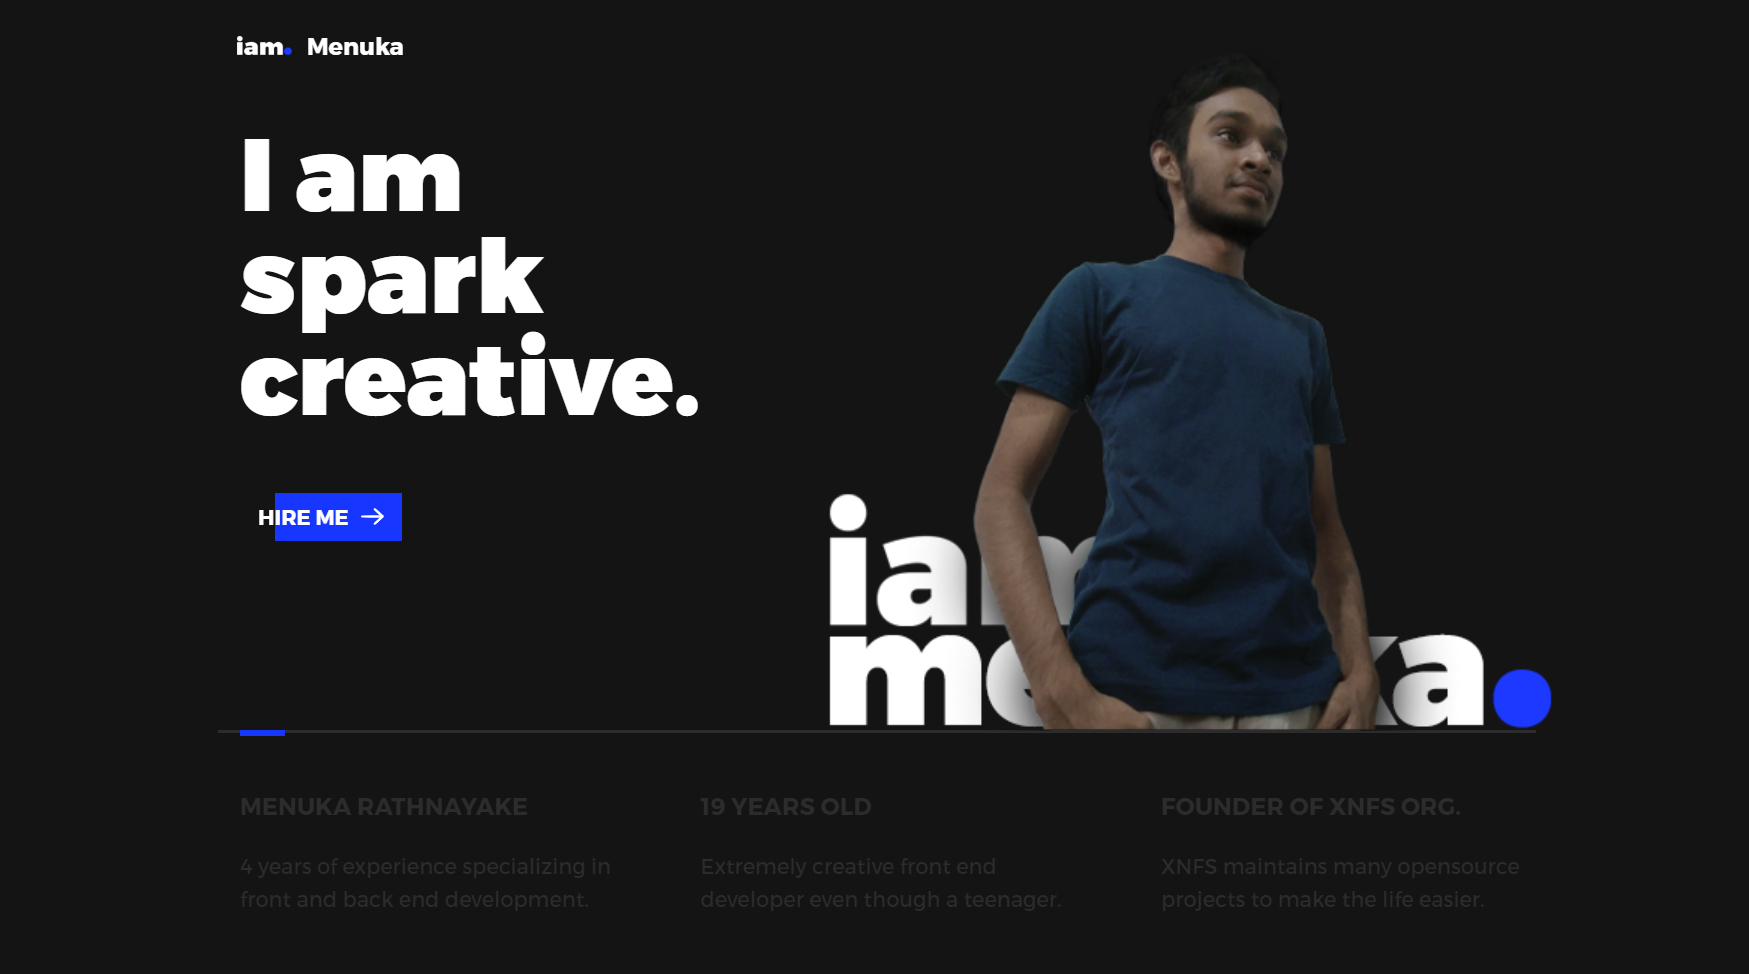 iam. Menuka
I am
spark
creative.
HIRE ME
iam
me ka.
MENUKA RATHNAYAKE
4 years of experience specializing in
front and back end development.
19 YEARS OLD
Extremely creative front end
developer even though a teenager.
FOUNDER OF XNFS ORG.
XNFS maintains many opensource
projects to make the life easier.